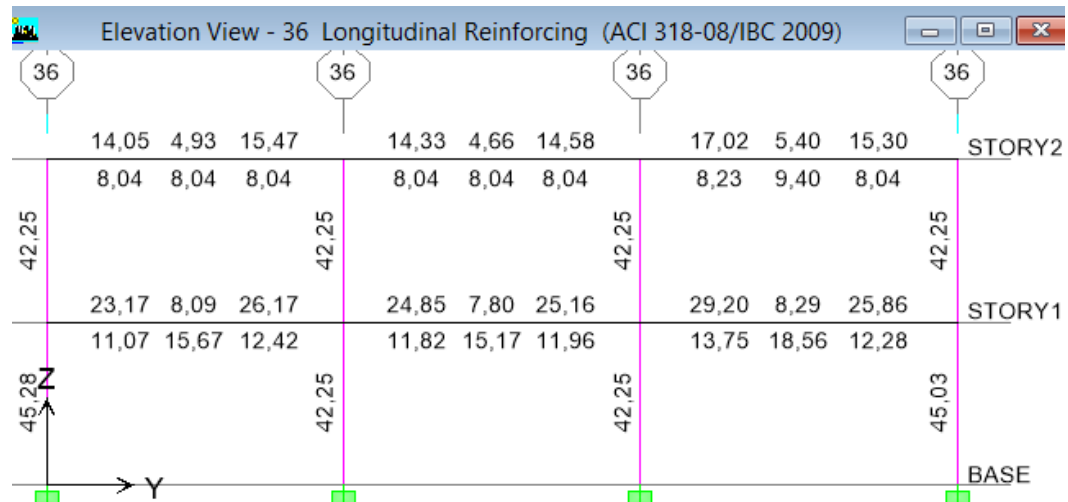 Elevation View - 36 Longitudinal Reinforcing (ACI 318-08/IBC 2009)
36 36 36 36
14,05 4,93 15,47 14,33 4,66 14,58 17,02 5,40 15,30 STORY2
8,04 8,04 8,04 8,04 8,04 8,04 8,23 9,40 8,04
42,25 42,25 42,25 42,25
23,17 8,09 26,17 24,85 7,80 25,16 29,20 8,29 25,86 STORY1
11,07 15,67 12,42 11,82 15,17 11,96 13,75 18,56 12,28
45,28 Z 42,25 42,25 45,03
Y BASE